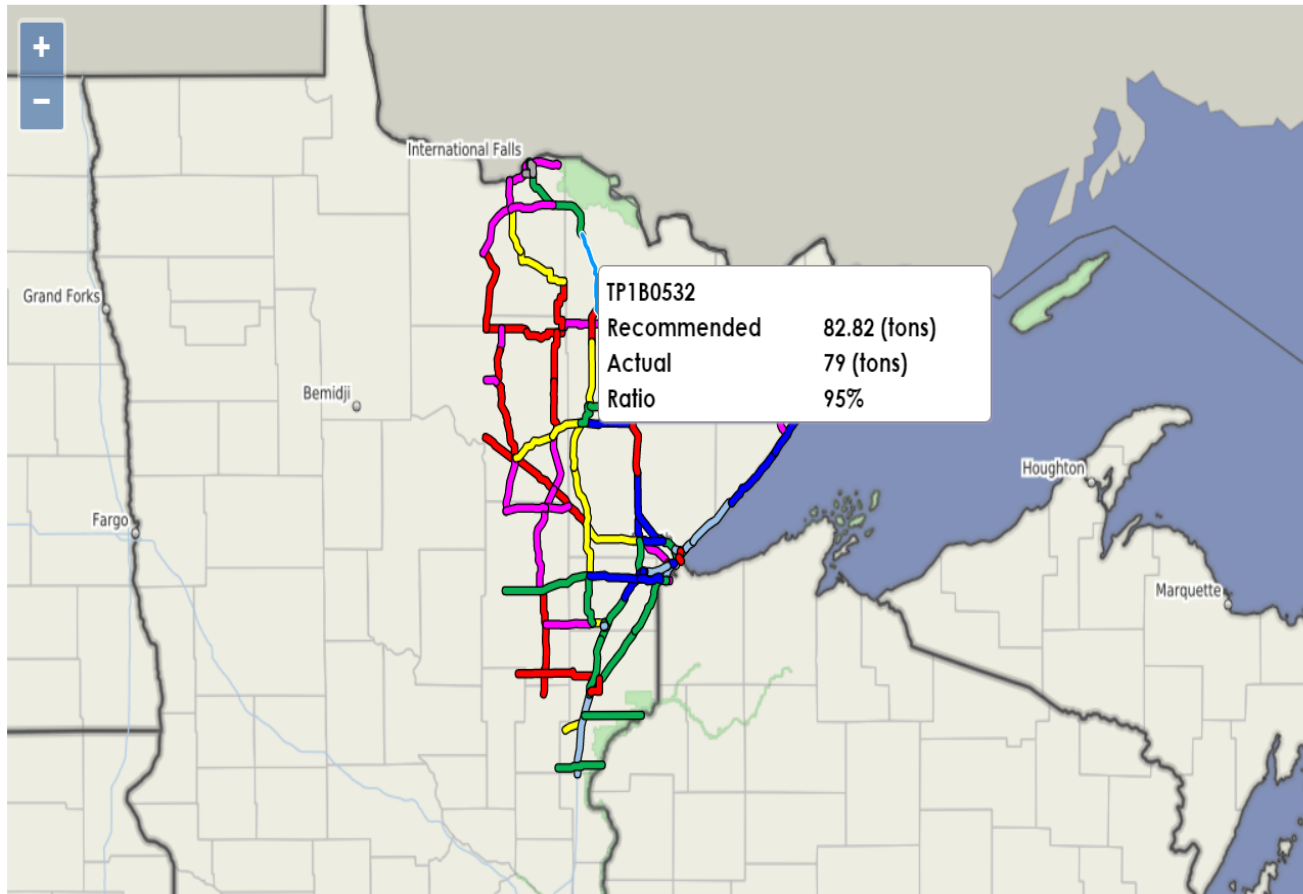 +
−
International Falls
Grand Forks
TP1B0532
Recommended 82.82 (tons)
Actual 79 (tons)
Ratio 95%
Bemidji
Houghton
Fargo
Marquette